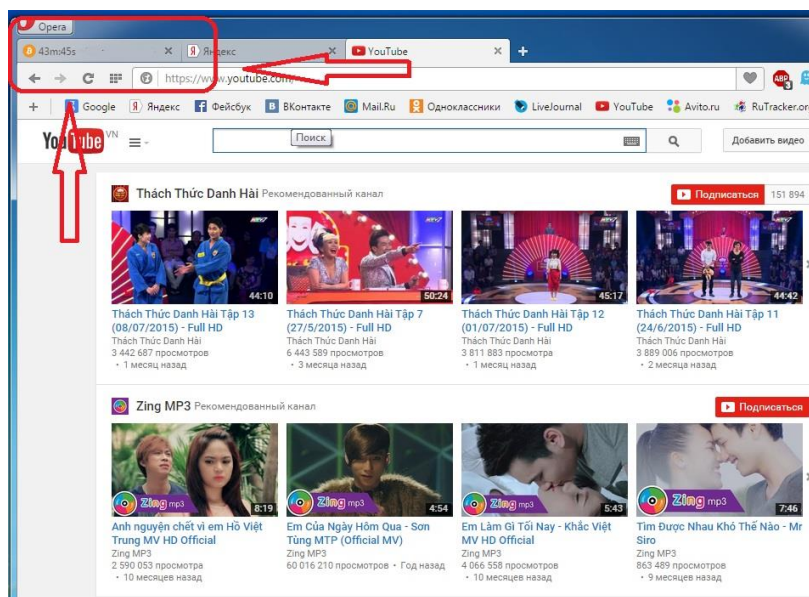 Opera
43m:45s
Яндекс
YouTube
https://www.youtube.com/
Google Яндекс Фейсбук ВКонтакте Mail.Ru Одноклассники LiveJournal YouTube Avito.ru RuTracker.or
YouTube VN
Поиск
Добавить видео
Thách Thức Danh Hài Рекомендованный канал
Подписаться 151 894
44:10 50:24 45:17 44:42
Thách Thức Danh Hài Tập 13 (08/07/2015) - Full HD
Thách Thức Danh Hài
3 442 687 просмотров
• 1 месяц назад
Thách Thức Danh Hài Tập 7 (27/5/2015) - Full HD
Thách Thức Danh Hài
6 443 589 просмотров
• 3 месяца назад
Thách Thức Danh Hài Tập 12 (01/07/2015) - Full HD
Thách Thức Danh Hài
3 811 883 просмотра
• 1 месяц назад
Thách Thức Danh Hài Tập 11 (24/6/2015) - Full HD
Thách Thức Danh Hài
3 889 006 просмотров
• 2 месяца назад
Zing MP3 Рекомендованный канал
Подписаться
Zing mp3 8:19
Zing mp3 4:54
Zing mp3 5:43
Zing mp3 7:46
Anh nguyện chết vì em Hồ Việt Trung MV HD Official
Zing MP3
2 590 053 просмотра
• 10 месяцев назад
Em Của Ngày Hôm Qua - Sơn Tùng MTP (Official MV)
Zing MP3
60 016 210 просмотров • Год назад
Em Làm Gì Tối Nay - Khắc Việt MV HD Official
Zing MP3
4 066 558 просмотров
• 10 месяцев назад
Tìm Được Nhau Khó Thế Nào - Mr Siro
Zing MP3
863 489 просмотров
• 9 месяцев назад